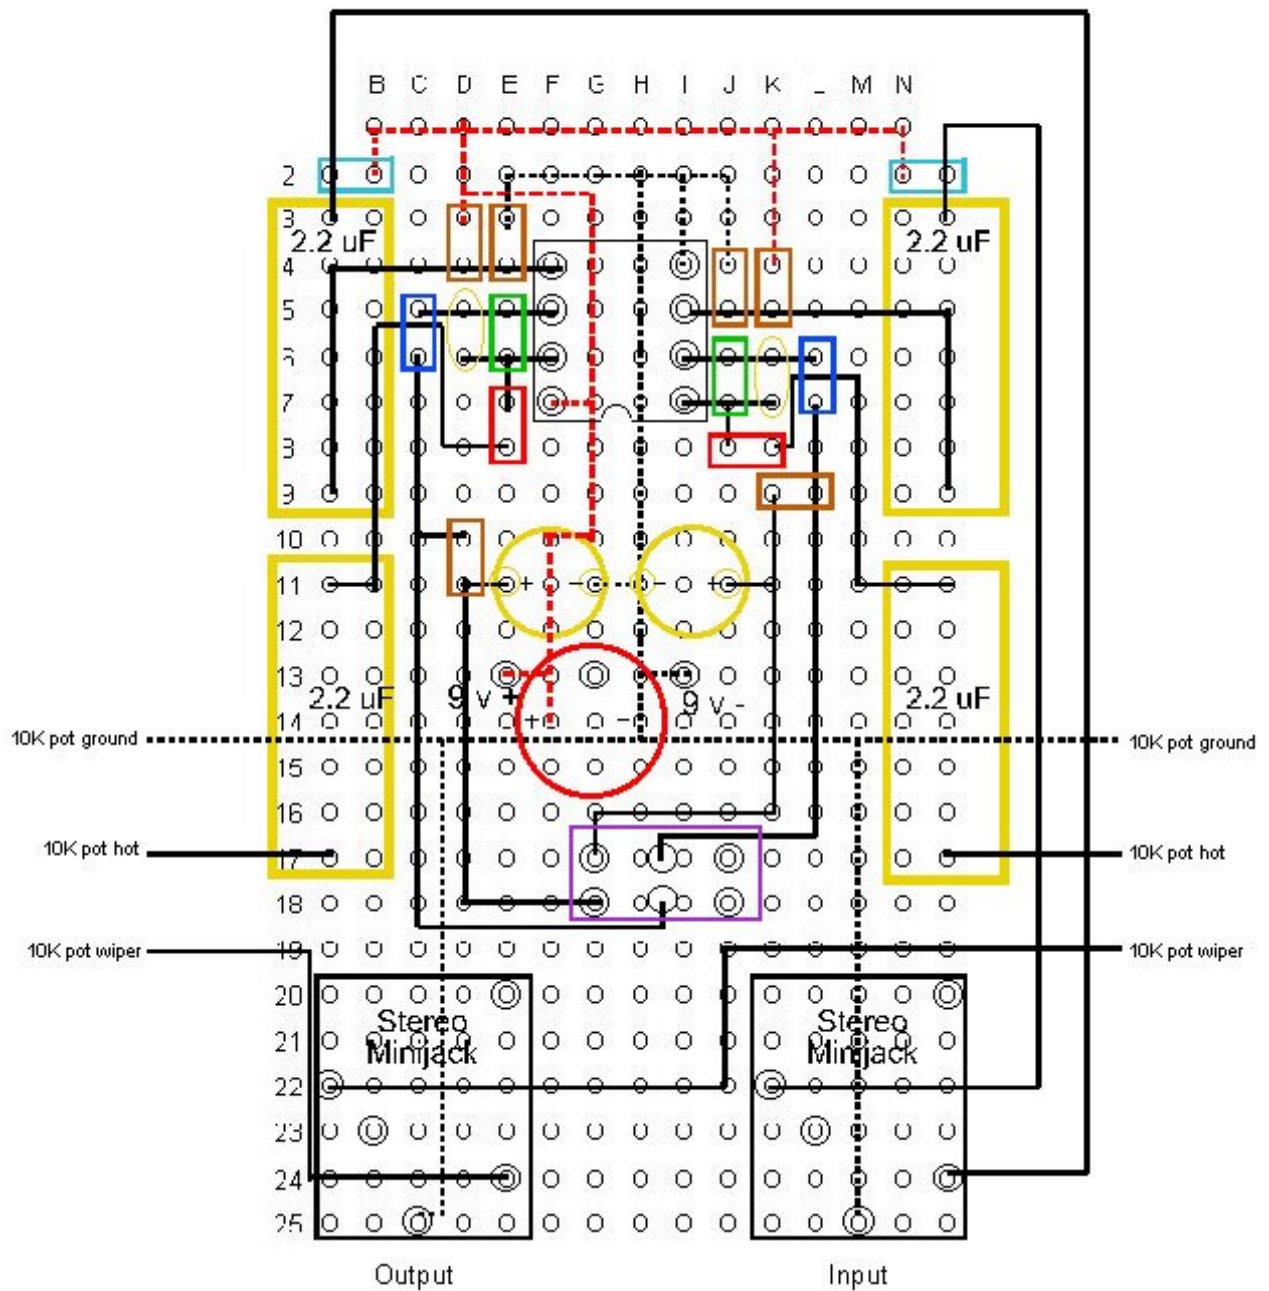 B C D E F G H I J K L M N
2
3
2.2 uF 2.2 uF
4
5
6
7
8
9
10
11 + - - +
12
13
2.2 uF 9 v + 9 v - 2.2 uF
14 + -
10K pot ground 10K pot ground
15
16
10K pot hot 10K pot hot
17
18
10K pot wiper 10K pot wiper
19
20
Stereo Stereo
21
Minijack Minijack
22
23
24
25
Output Input